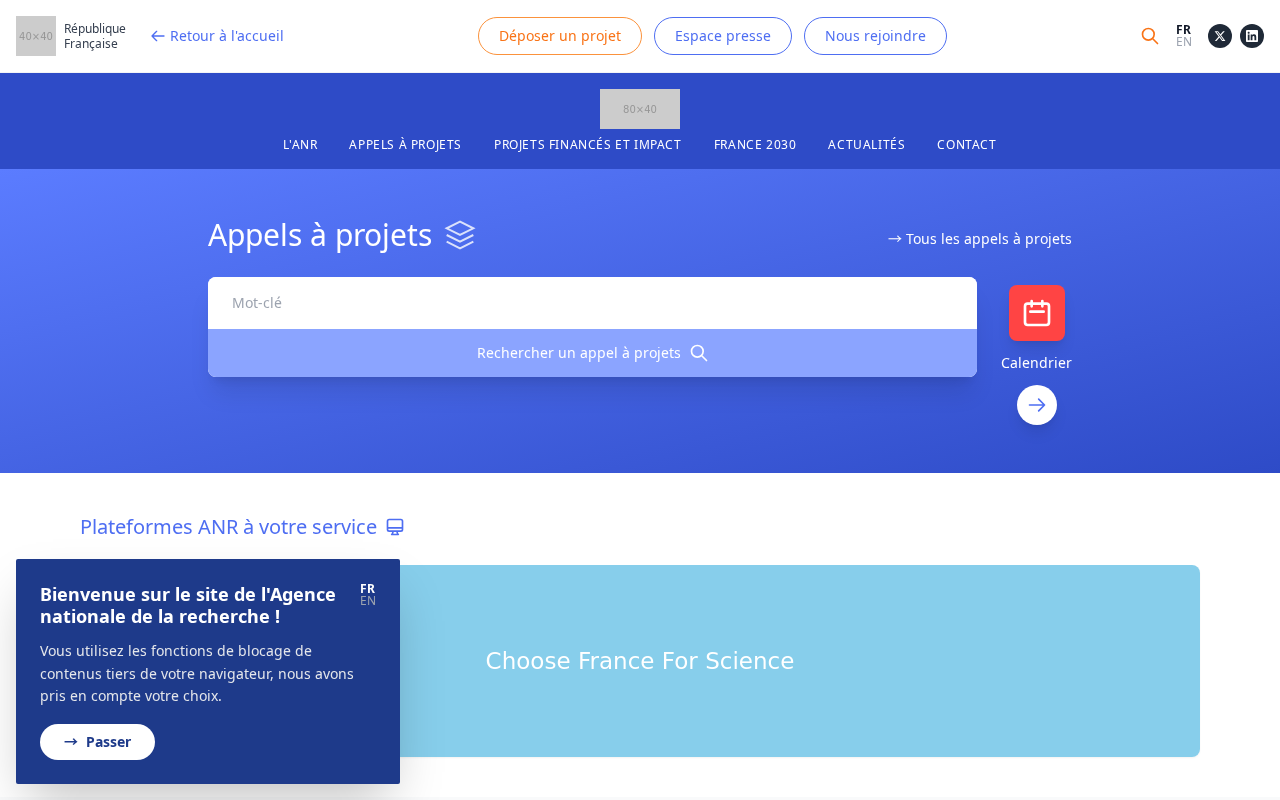 40×40
République
Française
← Retour à l'accueil
Déposer un projet
Espace presse
Nous rejoindre
FR
EN
80×40
L'ANR
APPELS À PROJETS
PROJETS FINANCÉS ET IMPACT
FRANCE 2030
ACTUALITÉS
CONTACT
Appels à projets
→ Tous les appels à projets
Mot-clé
Rechercher un appel à projets
Calendrier
Plateformes ANR à votre service
Choose France For Science
Bienvenue sur le site de l'Agence
nationale de la recherche !
FR
EN
Vous utilisez les fonctions de blocage de
contenus tiers de votre navigateur, nous avons
pris en compte votre choix.
→ Passer